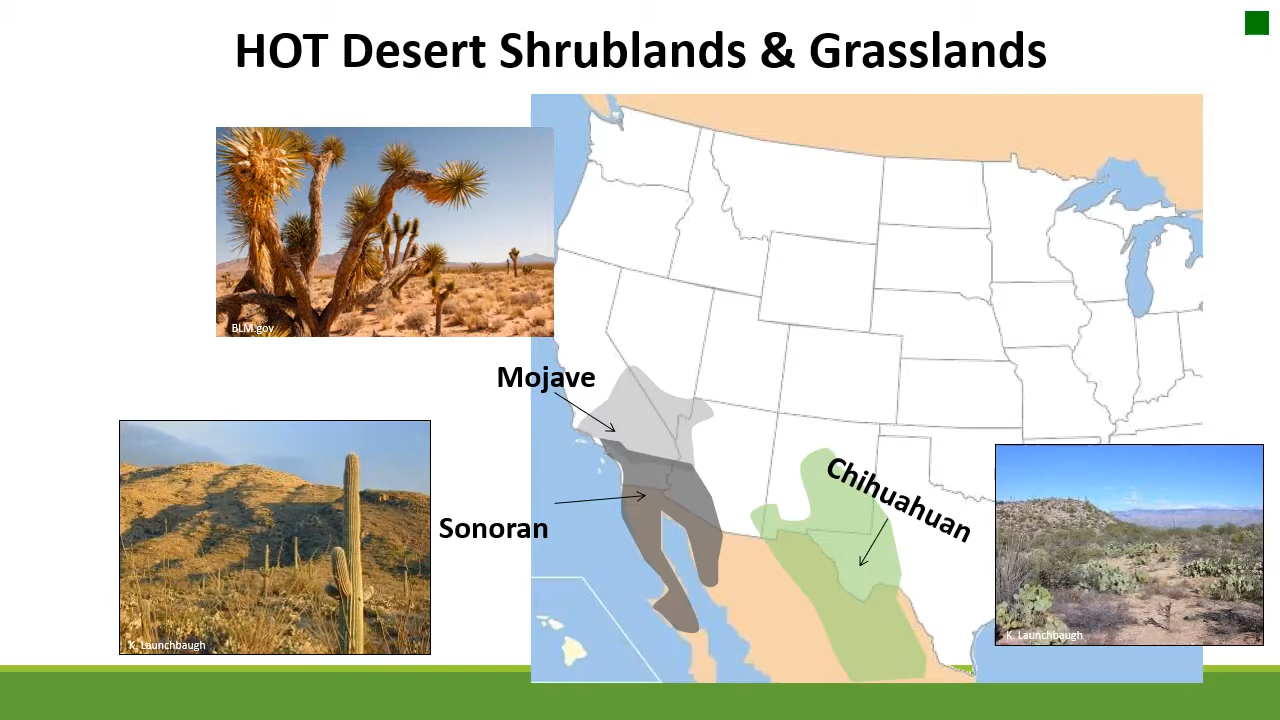 HOT Desert Shrublands & Grasslands
BLM.gov
Mojave
Chihuahuan
Sonoran
K. Launchbaugh
K. Launchbaugh